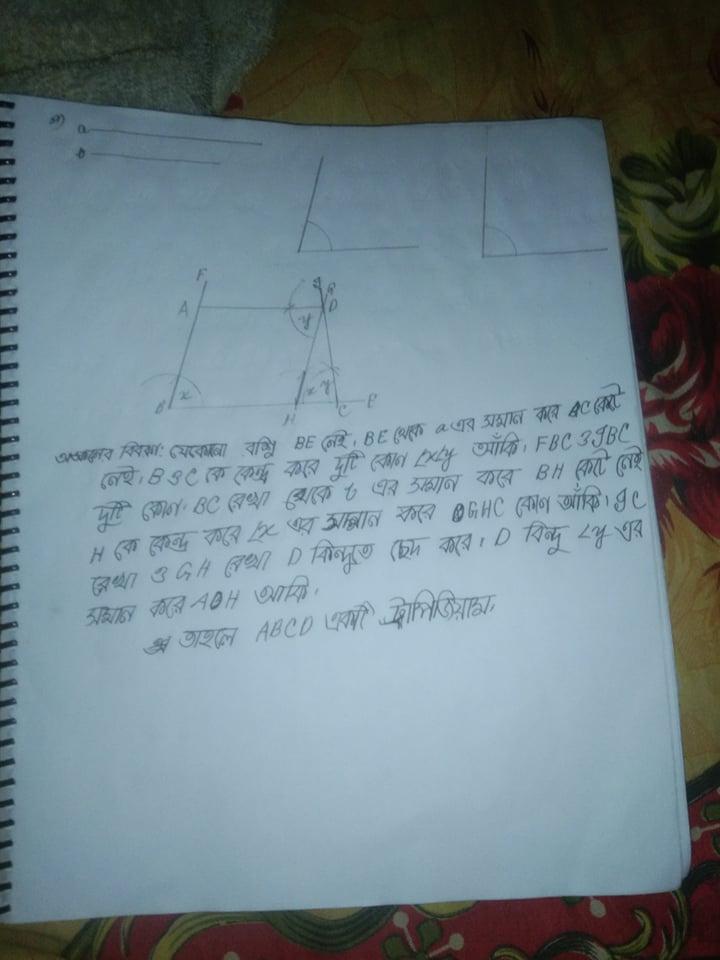 a
b
F
A
G
D
y
x
x
y
B
H
C
E
অঙ্কনের বিবরণ: যেকোনো রশ্মি BE নেই, BE থেকে a এর সমান করে BC কেটে
নেই, B ও C কে কেন্দ্র করে দুটি কোন ∠x∠y আঁকি, FBC ও JBC
দুটি কোন, BC রেখা থেকে b এর সমান করে BH কেটে নেই
H কে কেন্দ্র করে ∠x এর সামান করে GHC কোন আঁকি, JC
রেখা ও GH রেখা D বিন্দুতে ছেদ করে, D বিন্দু ∠y এর
সমান করে ADH আকি,
তাহলে ABCD একটি ট্রাপিজিয়াম,